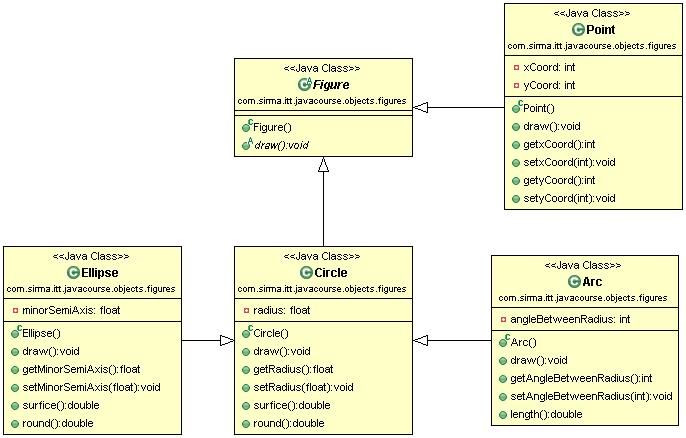 <<Java Class>>
Point
com.sirma.itt.javacourse.objects.figures
xCoord: int
yCoord: int
Point()
draw():void
getxCoord():int
setxCoord(int):void
getyCoord():int
setyCoord(int):void
<<Java Class>>
Figure
com.sirma.itt.javacourse.objects.figures
Figure()
draw():void
<<Java Class>>
Ellipse
com.sirma.itt.javacourse.objects.figures
minorSemiAxis: float
Ellipse()
draw():void
getMinorSemiAxis():float
setMinorSemiAxis(float):void
surfice():double
round():double
<<Java Class>>
Circle
com.sirma.itt.javacourse.objects.figures
radius: float
Circle()
draw():void
getRadius():float
setRadius(float):void
surfice():double
round():double
<<Java Class>>
Arc
com.sirma.itt.javacourse.objects.figures
angleBetweenRadius: int
Arc()
draw():void
getAngleBetweenRadius():int
setAngleBetweenRadius(int):void
length():double